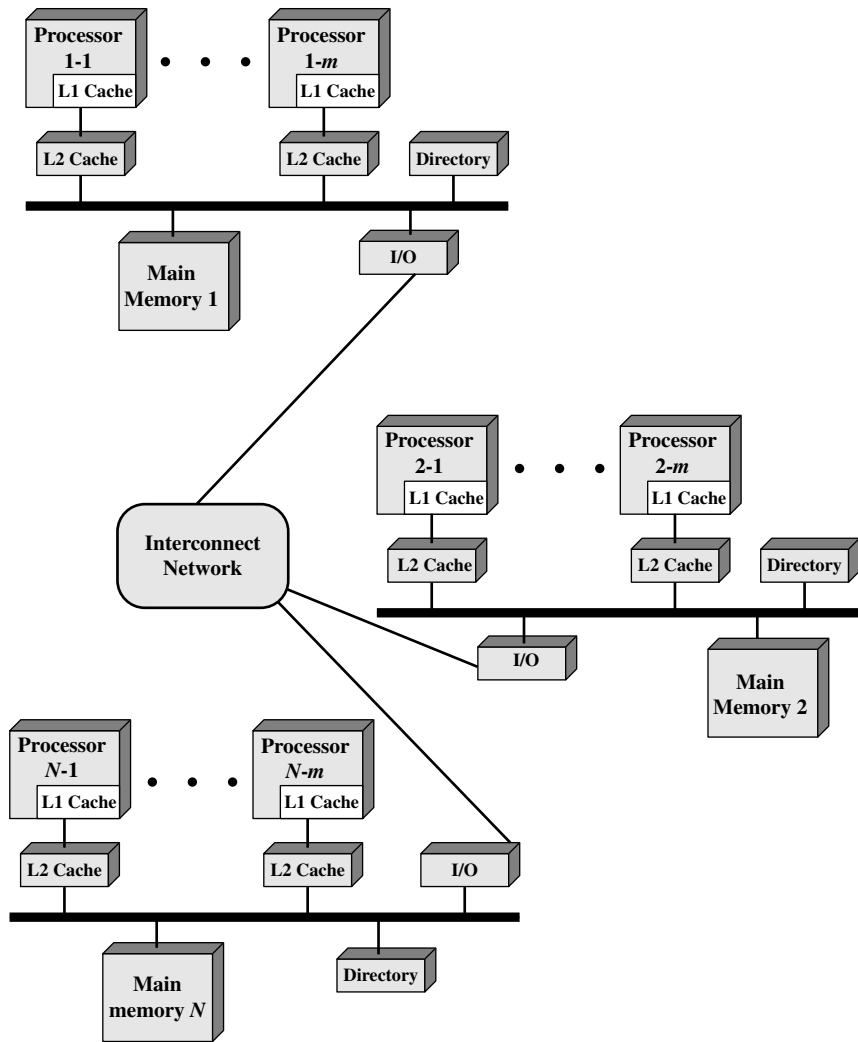 Processor
1-1
L1 Cache
Processor
1-m
L1 Cache
L2 Cache
L2 Cache
Directory
Main
Memory 1
I/O
Processor
2-1
L1 Cache
Processor
2-m
L1 Cache
Interconnect
Network
L2 Cache
L2 Cache
Directory
I/O
Main
Memory 2
Processor
N-1
L1 Cache
Processor
N-m
L1 Cache
L2 Cache
L2 Cache
I/O
Main
memory N
Directory